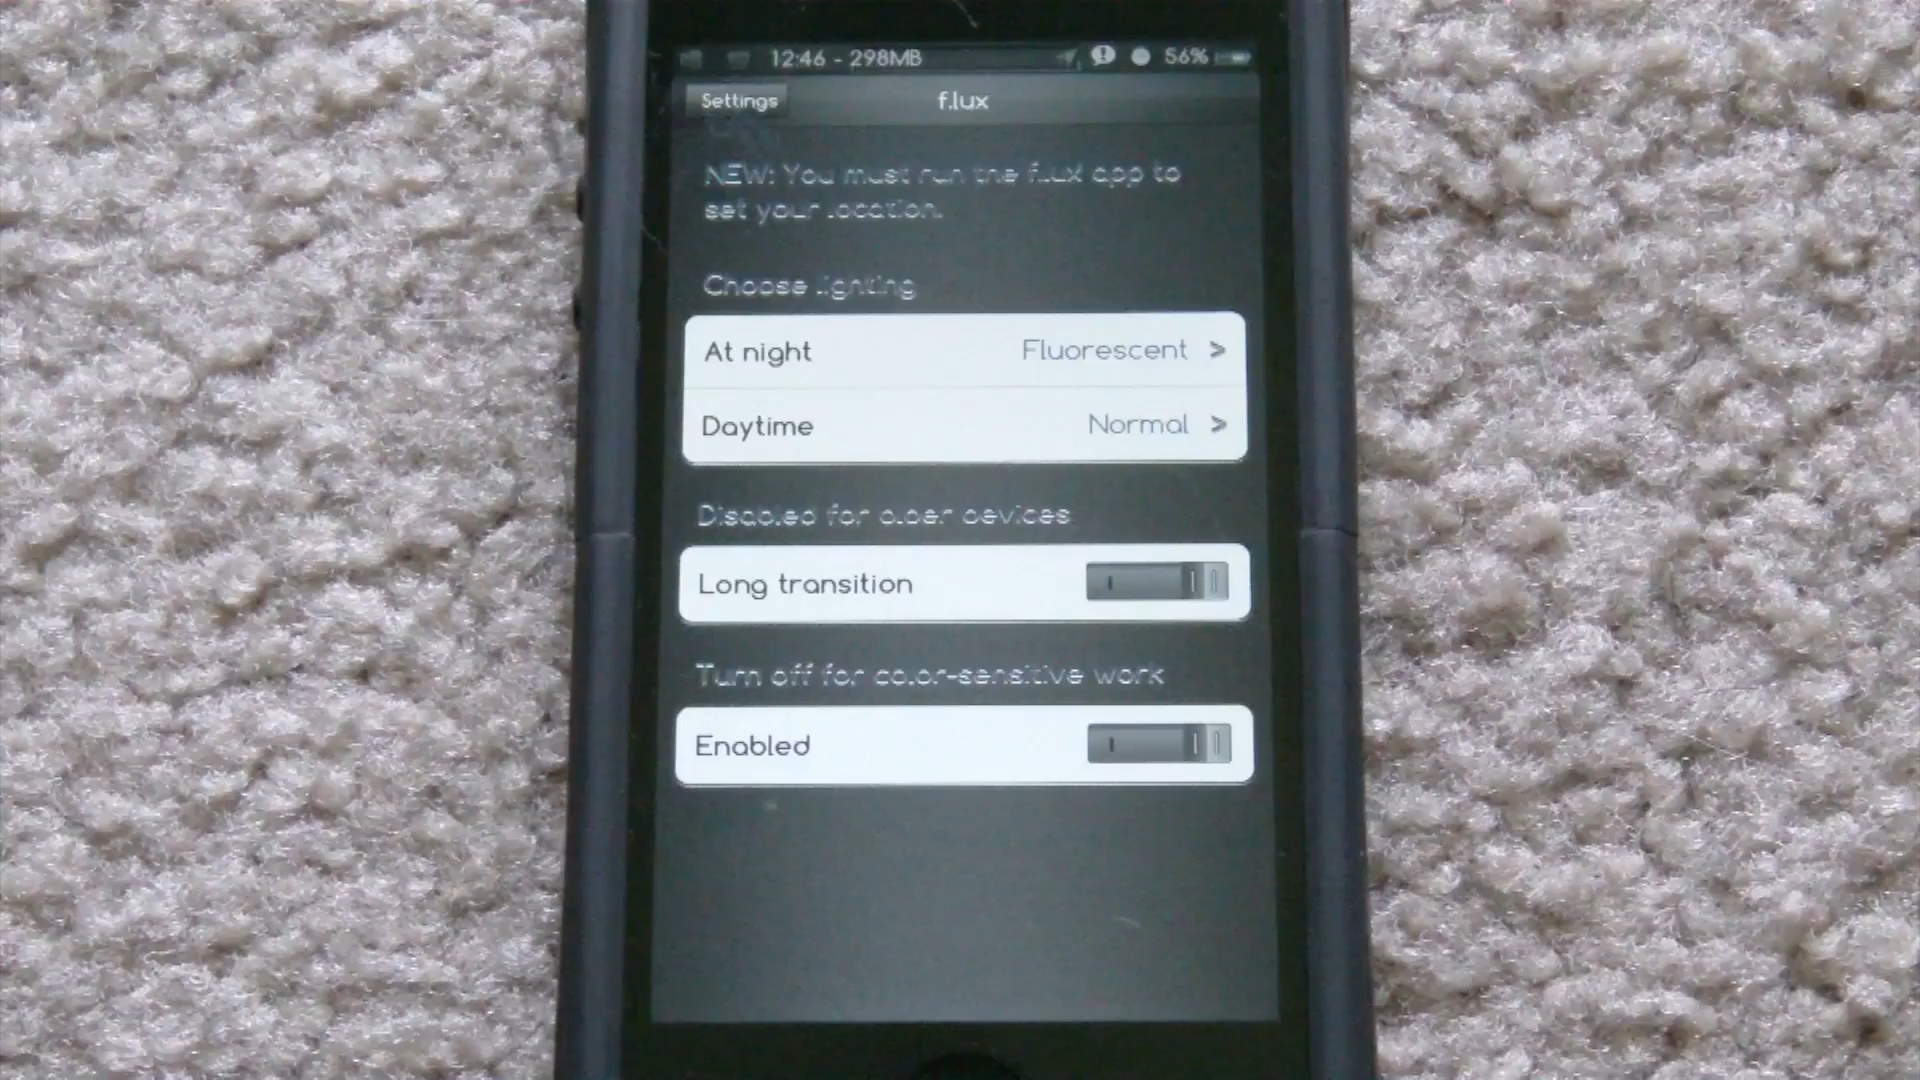 12:46 - 298MB 56%
Settings f.lux
NEW: You must run the f.lux app to
set your location.
Choose lighting
At night Fluorescent >
Daytime Normal >
Disabled for older devices
Long transition
Turn off for color-sensitive work
Enabled